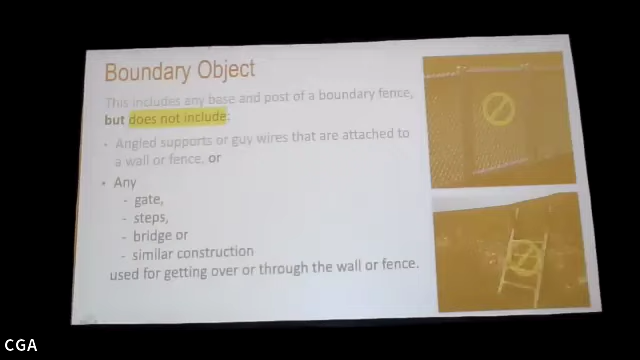 Boundary Object
This includes any base and post of a boundary fence,
but does not include:
• Angled supports or guy wires that are attached to
a wall or fence, or
• Any
- gate,
- steps,
- bridge or
- similar construction
used for getting over or through the wall or fence.
CGA